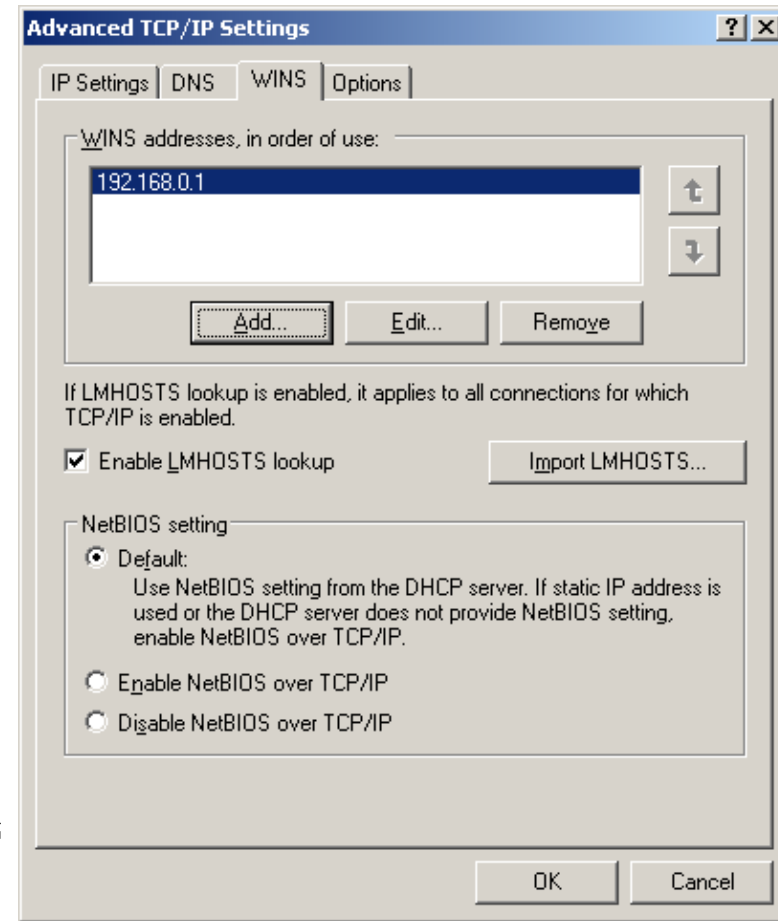 Advanced TCP/IP Settings
IP Settings DNS WINS Options
WINS addresses, in order of use:
192.168.0.1
Add... Edit... Remove
If LMHOSTS lookup is enabled, it applies to all connections for which
TCP/IP is enabled.
Enable LMHOSTS lookup Import LMHOSTS...
NetBIOS setting
Default:
Use NetBIOS setting from the DHCP server. If static IP address is
used or the DHCP server does not provide NetBIOS setting,
enable NetBIOS over TCP/IP.
Enable NetBIOS over TCP/IP
Disable NetBIOS over TCP/IP
OK Cancel